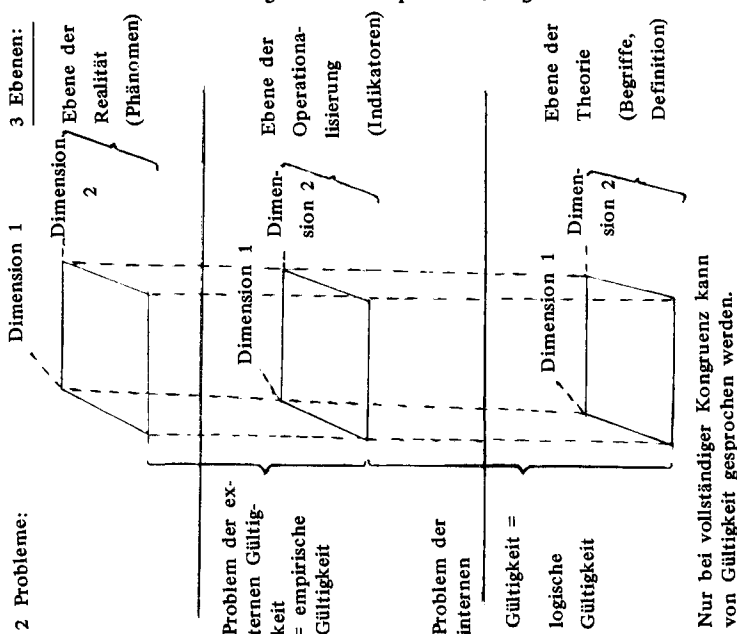 2 Probleme:
3 Ebenen:
Dimension 1
Dimension
2
Ebene der
Realität
(Phänomen)
Problem der ex-
ternen Gültig-
keit
= empirische
Gültigkeit
Dimension 1
Dimen-
sion 2
Ebene der
Operationa-
lisierung
(Indikatoren)
Problem der
internen
Gültigkeit =
logische
Gültigkeit
Dimension 1
Dimen-
sion 2
Ebene der
Theorie
(Begriffe,
Definition)
Nur bei vollständiger Kongruenz kann
von Gültigkeit gesprochen werden.